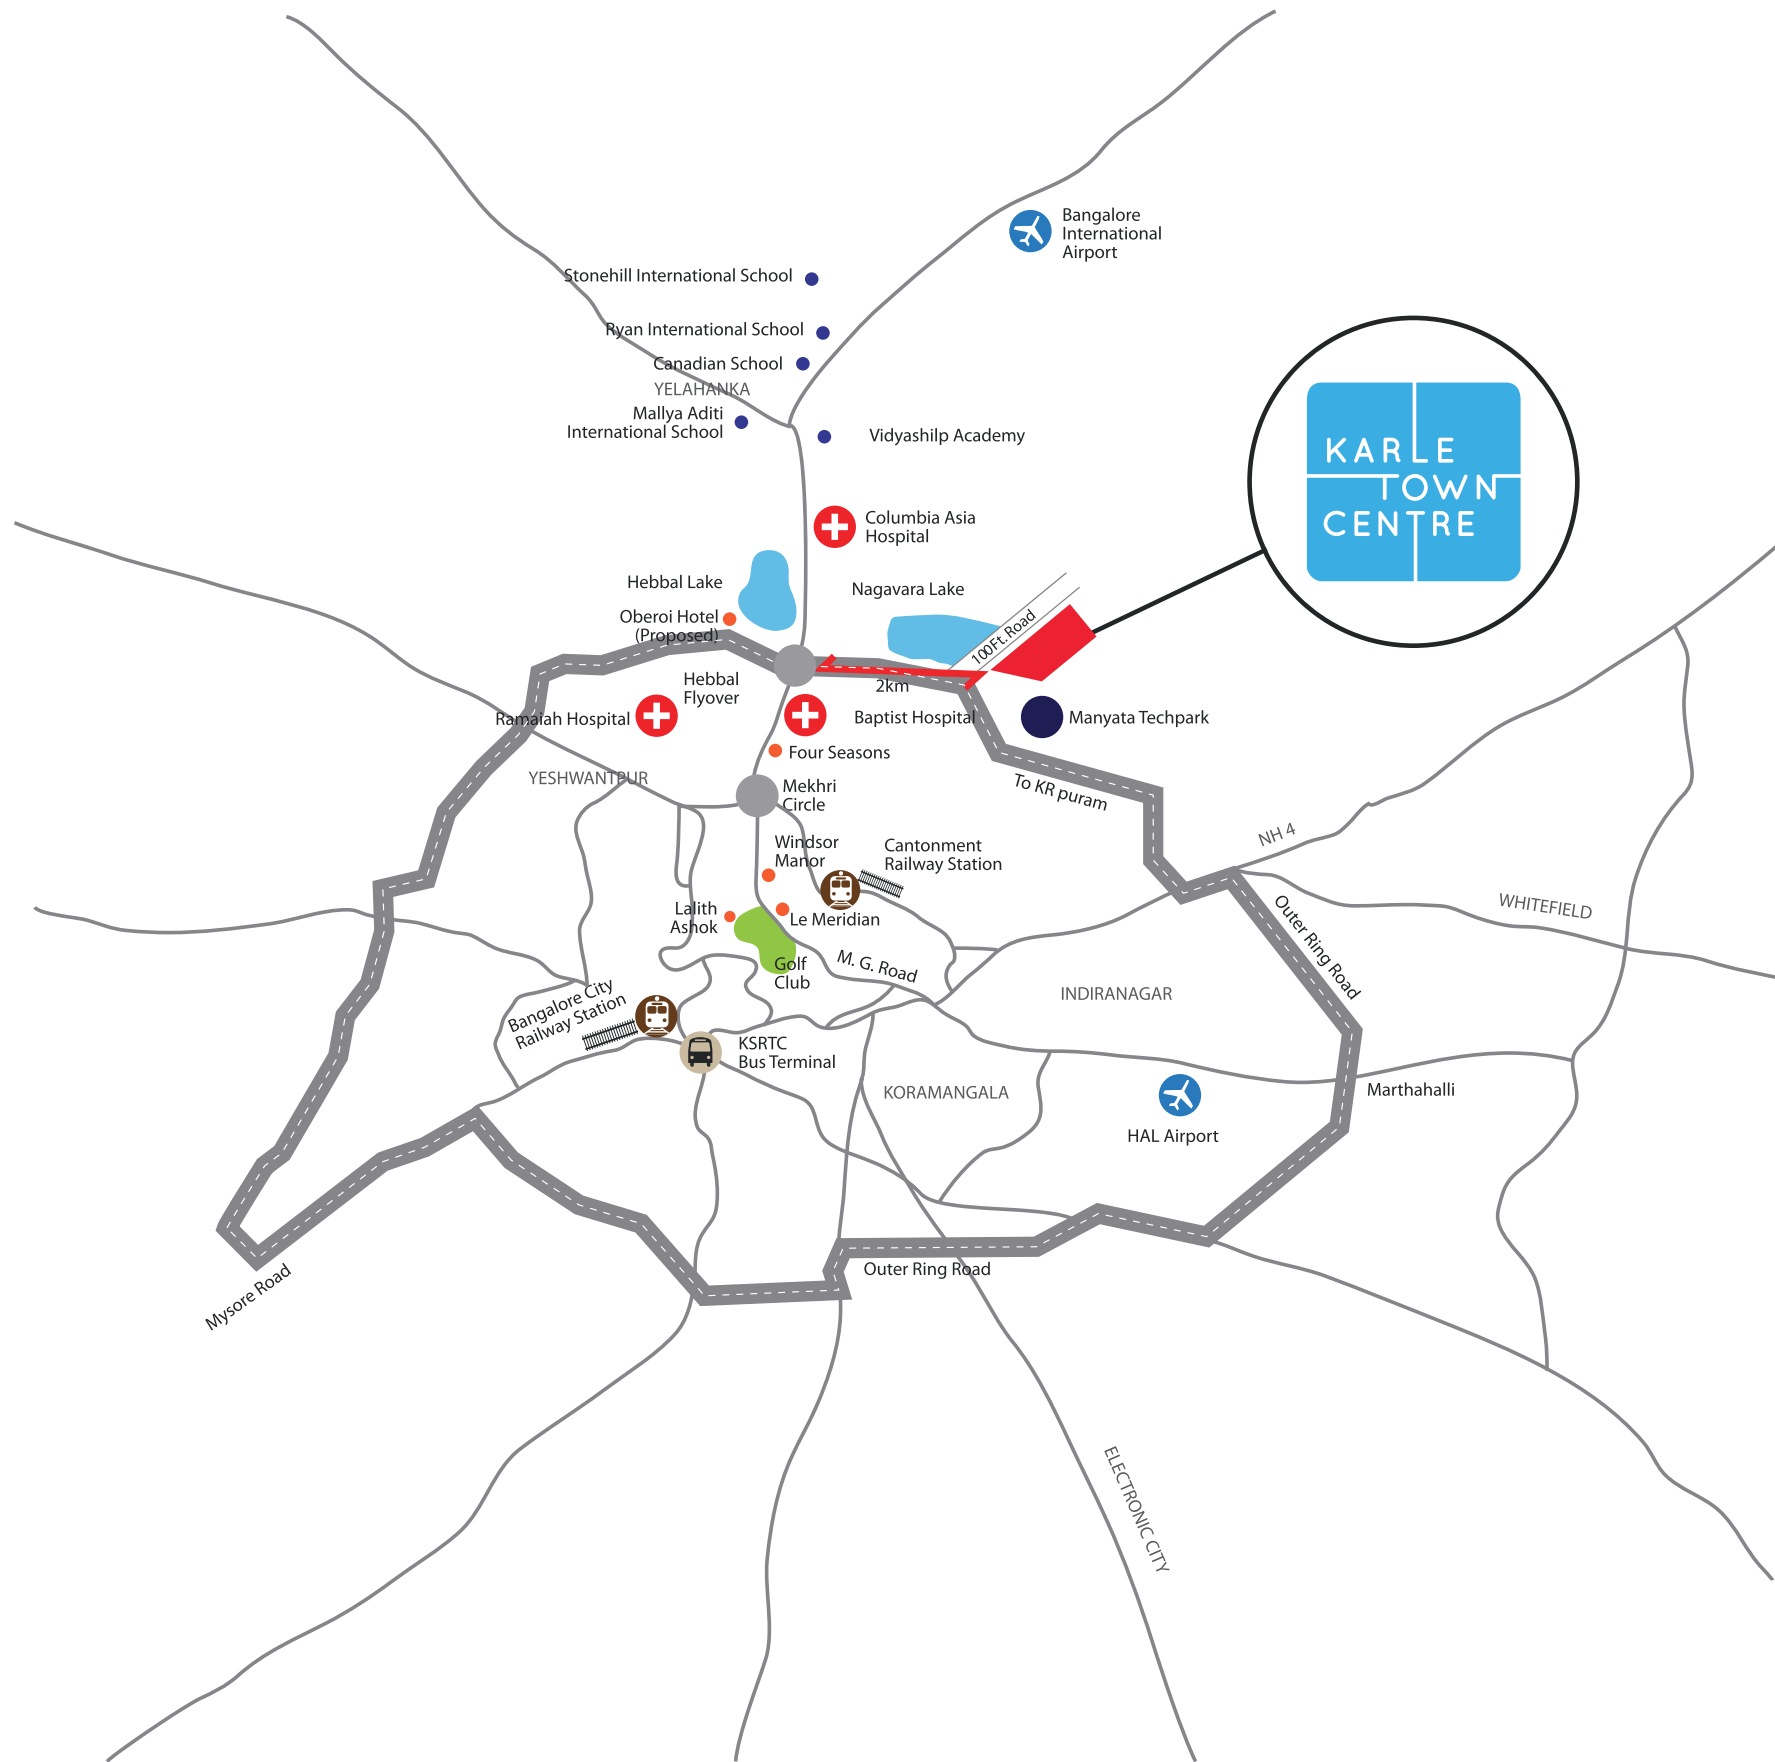 Bangalore
International
Airport
Stonehill International School
Ryan International School
Canadian School
YELAHANKA
Mallya Aditi
International School
Vidyashilp Academy
KARLE
TOWN
CENTRE
Columbia Asia
Hospital
Hebbal Lake
Nagavara Lake
Oberoi Hotel
(Proposed)
100Ft. Road
2km
Hebbal
Flyover
Ramaiah Hospital
Baptist Hospital
Manyata Techpark
Four Seasons
YESHWANTPUR
Mekhri
Circle
To KR puram
NH 4
Windsor
Manor
Cantonment
Railway Station
WHITEFIELD
Lalith
Ashok
Le Meridian
Outer Ring Road
Golf
Club
M. G. Road
INDIRANAGAR
Bangalore City
Railway Station
KSRTC
Bus Terminal
KORAMANGALA
Marthahalli
HAL Airport
Outer Ring Road
Mysore Road
ELECTRONIC CITY